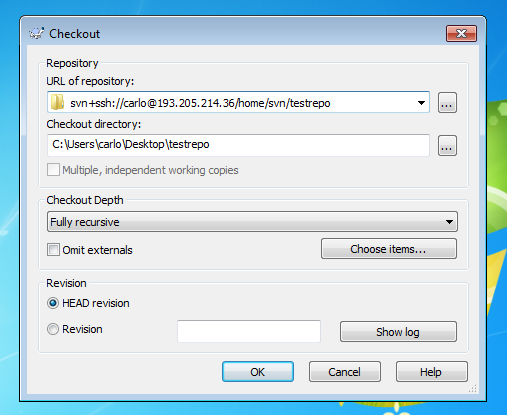 Checkout
Repository
URL of repository:
svn+ssh://carlo@193.205.214.36/home/svn/testrepo
...
Checkout directory:
C:\Users\carlo\Desktop\testrepo
...
Multiple, independent working copies
Checkout Depth
Fully recursive
Omit externals
Choose items...
Revision
HEAD revision
Revision
Show log
OK
Cancel
Help